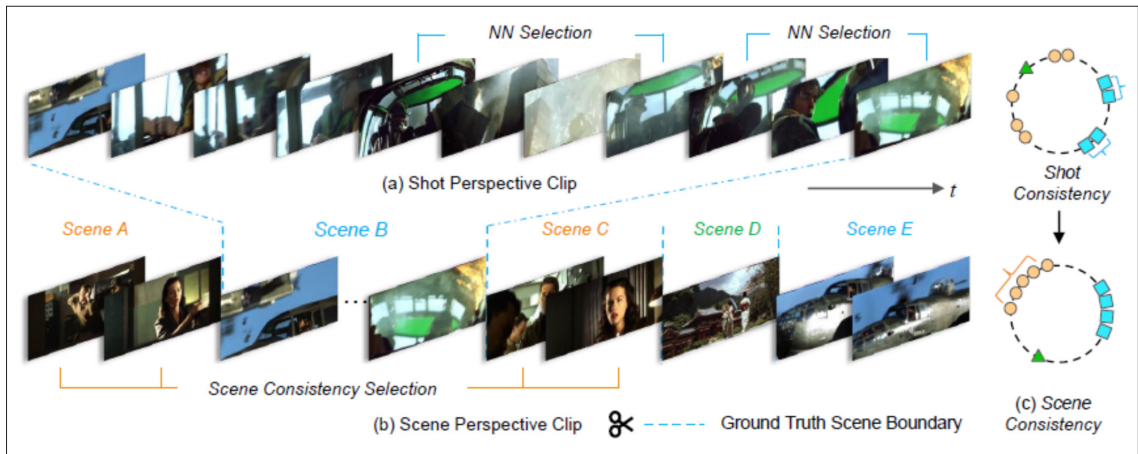 NN Selection
NN Selection
(a) Shot Perspective Clip
t
Shot
Consistency
Scene A
Scene B
Scene C
Scene D
Scene E
...
Scene Consistency Selection
(b) Scene Perspective Clip
Ground Truth Scene Boundary
(c) Scene
Consistency